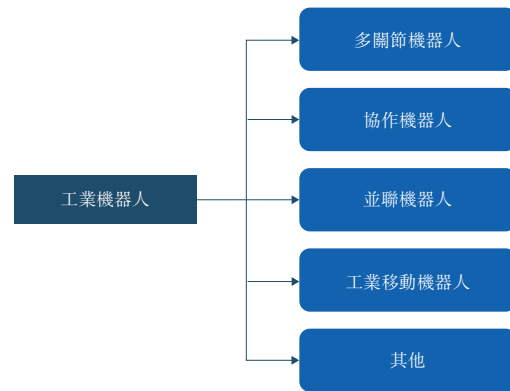 多關節機器人
協作機器人
工業機器人
並聯機器人
工業移動機器人
其他